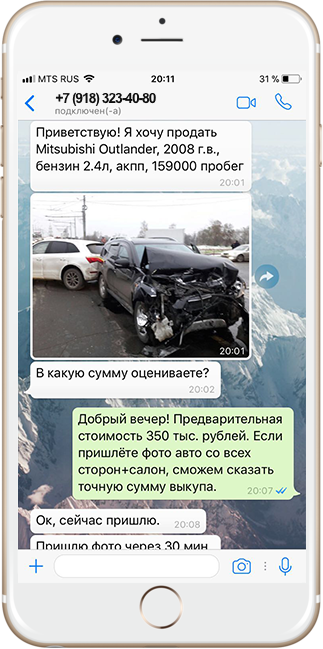 MTS RUS 20:11 31 %
+7 (918) 323-40-80
подключен(-а)
Приветствую! Я хочу продать
Mitsubishi Outlander, 2008 г.в.,
бензин 2.4л, акпп, 159000 пробег
20:01
20:01
В какую сумму оцениваете?
20:02
Добрый вечер! Предварительная
стоимость 350 тыс. рублей. Если
пришлёте фото авто со всех
сторон+салон, сможем сказать
точную сумму выкупа.
20:07
Ок, сейчас пришлю.
20:08
Пришлю фото через 30 мин